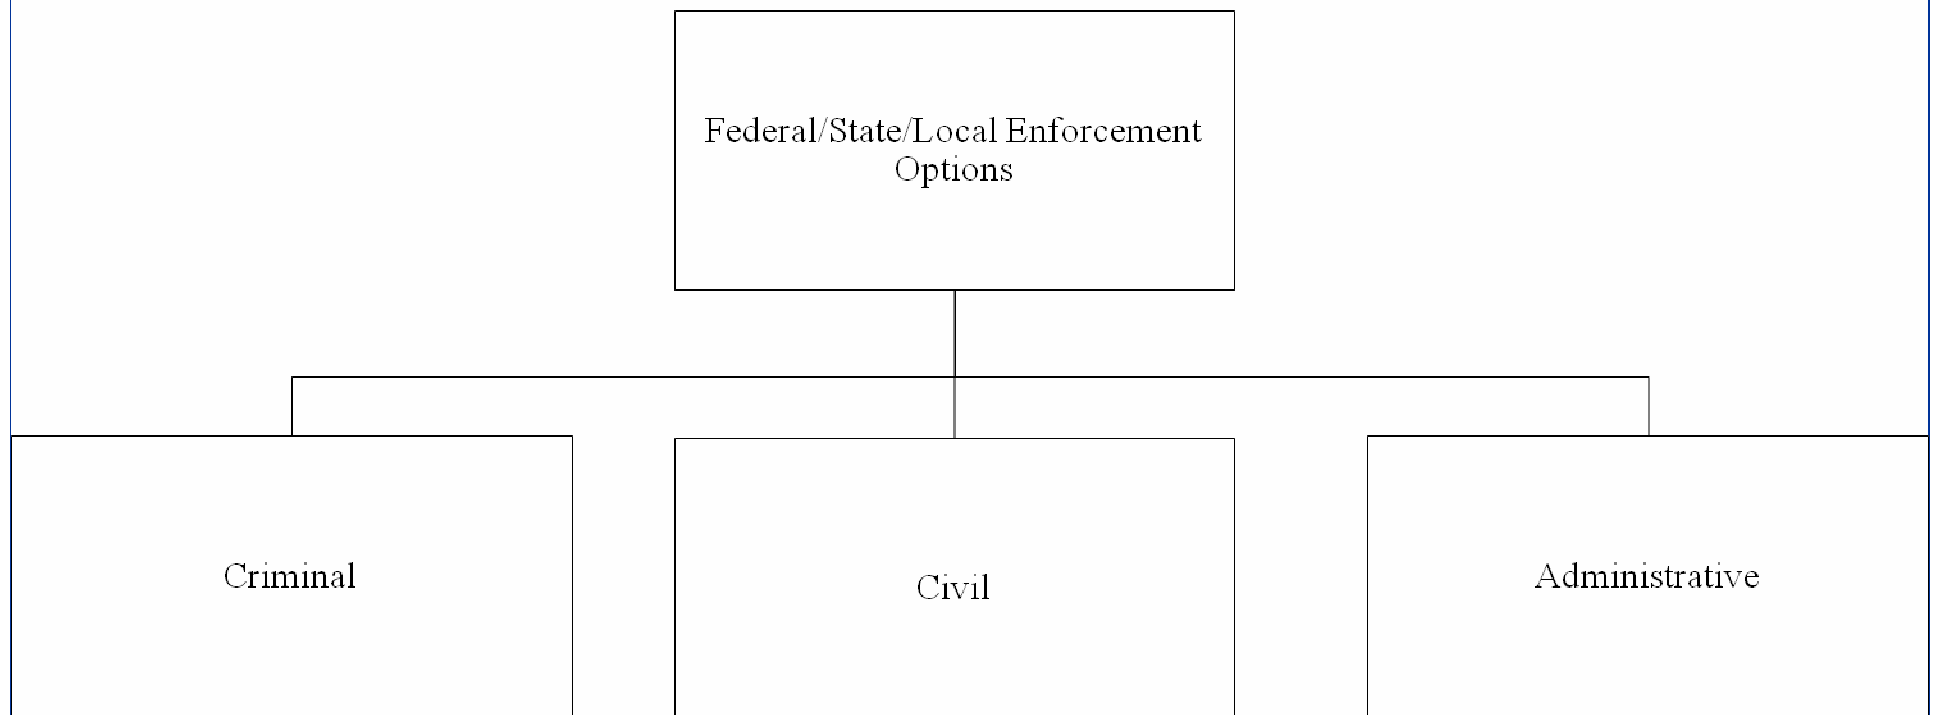 Federal/State/Local Enforcement
Options
Criminal
Civil
Administrative